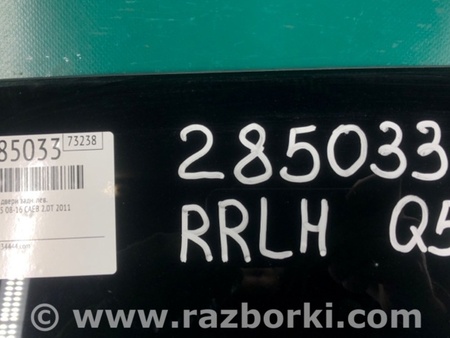 85033 73238
двери задн лев.
5 08-16 CAEB 2.0T 2011
285033
RRLH Q5
© www.razborki.com